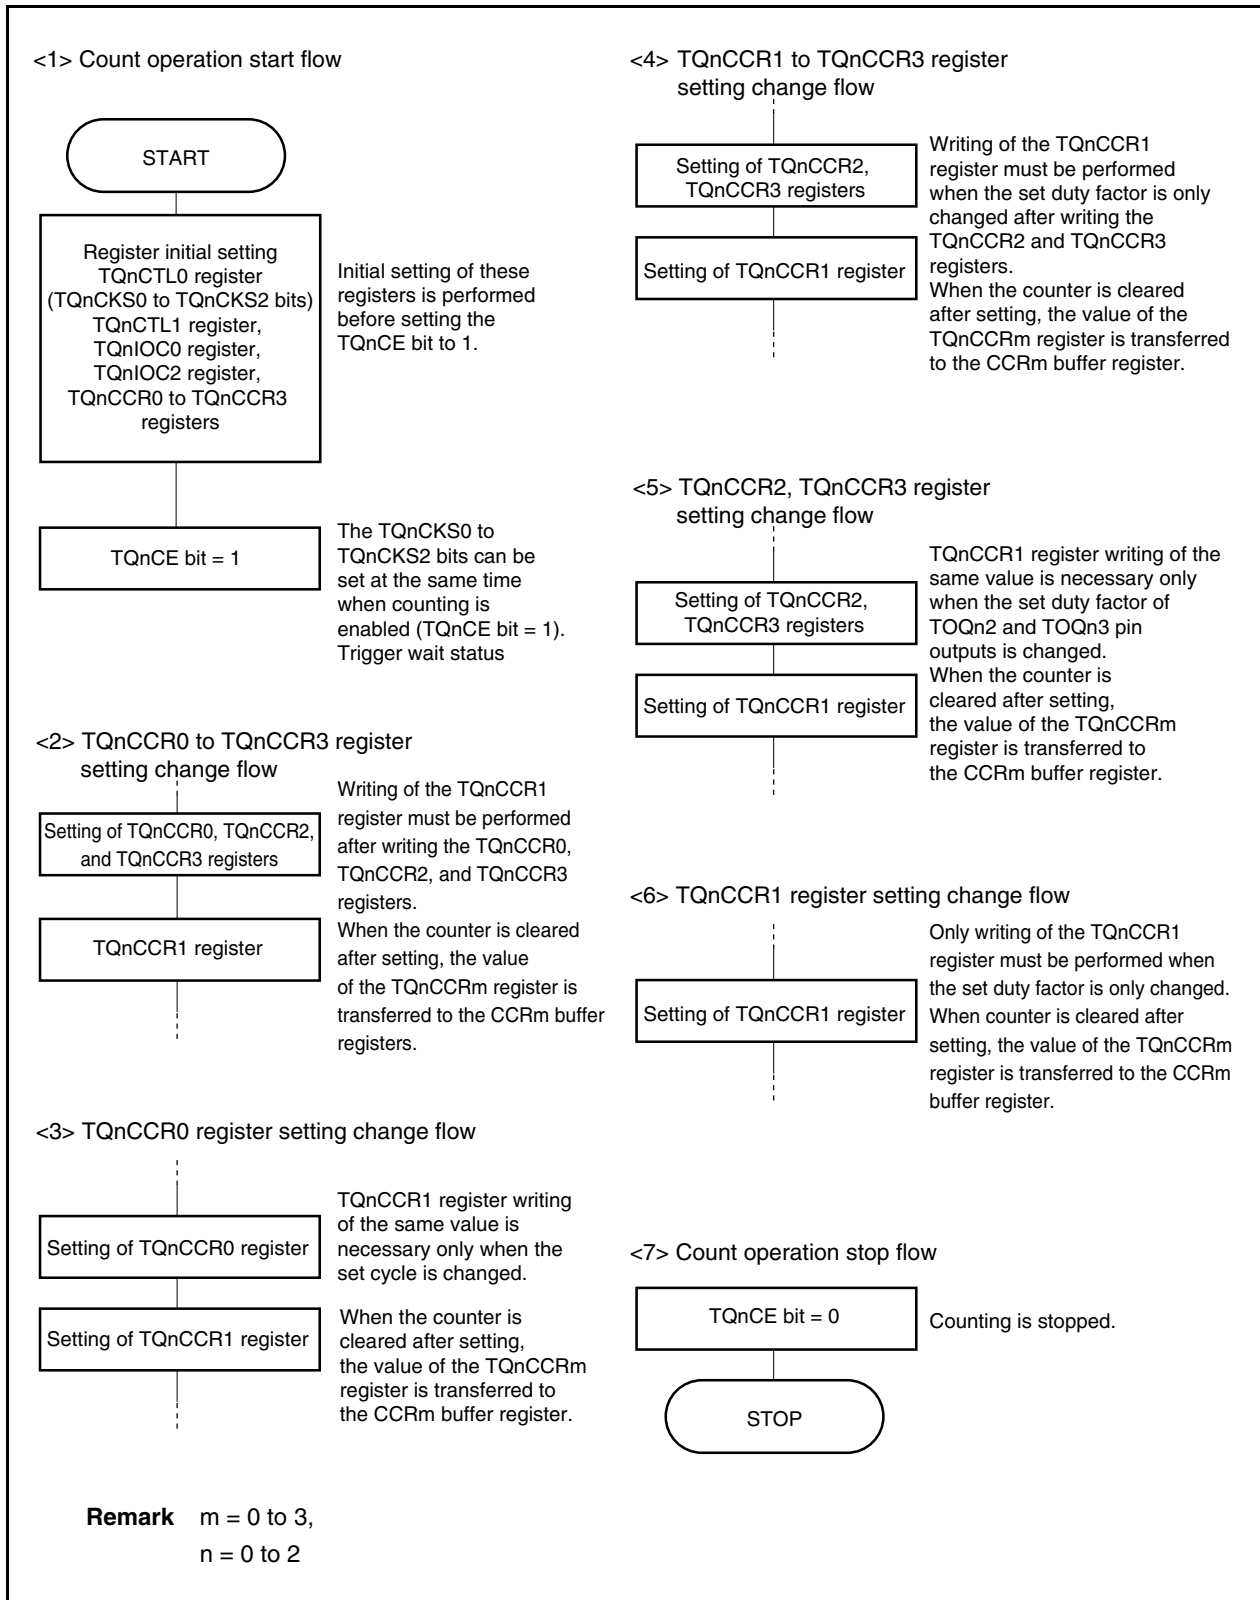 <1> Count operation start flow
START
Register initial setting
TQnCTL0 register
(TQnCKS0 to TQnCKS2 bits)
TQnCTL1 register,
TQnIOC0 register,
TQnIOC2 register,
TQnCCR0 to TQnCCR3
registers
Initial setting of these
registers is performed
before setting the
TQnCE bit to 1.
TQnCE bit = 1
The TQnCKS0 to
TQnCKS2 bits can be
set at the same time
when counting is
enabled (TQnCE bit = 1).
Trigger wait status
<2> TQnCCR0 to TQnCCR3 register
setting change flow
Setting of TQnCCR0, TQnCCR2,
and TQnCCR3 registers
TQnCCR1 register
Writing of the TQnCCR1
register must be performed
after writing the TQnCCR0,
TQnCCR2, and TQnCCR3
registers.
When the counter is cleared
after setting, the value
of the TQnCCRm register is
transferred to the CCRm buffer
registers.
<3> TQnCCR0 register setting change flow
Setting of TQnCCR0 register
TQnCCR1 register writing
of the same value is
necessary only when the
set cycle is changed.
Setting of TQnCCR1 register
When the counter is
cleared after setting,
the value of the TQnCCRm
register is transferred to
the CCRm buffer register.
Remark m = 0 to 3,
n = 0 to 2
<4> TQnCCR1 to TQnCCR3 register
setting change flow
Setting of TQnCCR2,
TQnCCR3 registers
Setting of TQnCCR1 register
Writing of the TQnCCR1
register must be performed
when the set duty factor is only
changed after writing the
TQnCCR2 and TQnCCR3
registers.
When the counter is cleared
after setting, the value of the
TQnCCRm register is transferred
to the CCRm buffer register.
<5> TQnCCR2, TQnCCR3 register
setting change flow
Setting of TQnCCR2,
TQnCCR3 registers
Setting of TQnCCR1 register
TQnCCR1 register writing of the
same value is necessary only
when the set duty factor of
TOQn2 and TOQn3 pin
outputs is changed.
When the counter is
cleared after setting,
the value of the TQnCCRm
register is transferred to
the CCRm buffer register.
<6> TQnCCR1 register setting change flow
Setting of TQnCCR1 register
Only writing of the TQnCCR1
register must be performed when
the set duty factor is only changed.
When counter is cleared after
setting, the value of the TQnCCRm
register is transferred to the CCRm
buffer register.
<7> Count operation stop flow
TQnCE bit = 0
Counting is stopped.
STOP